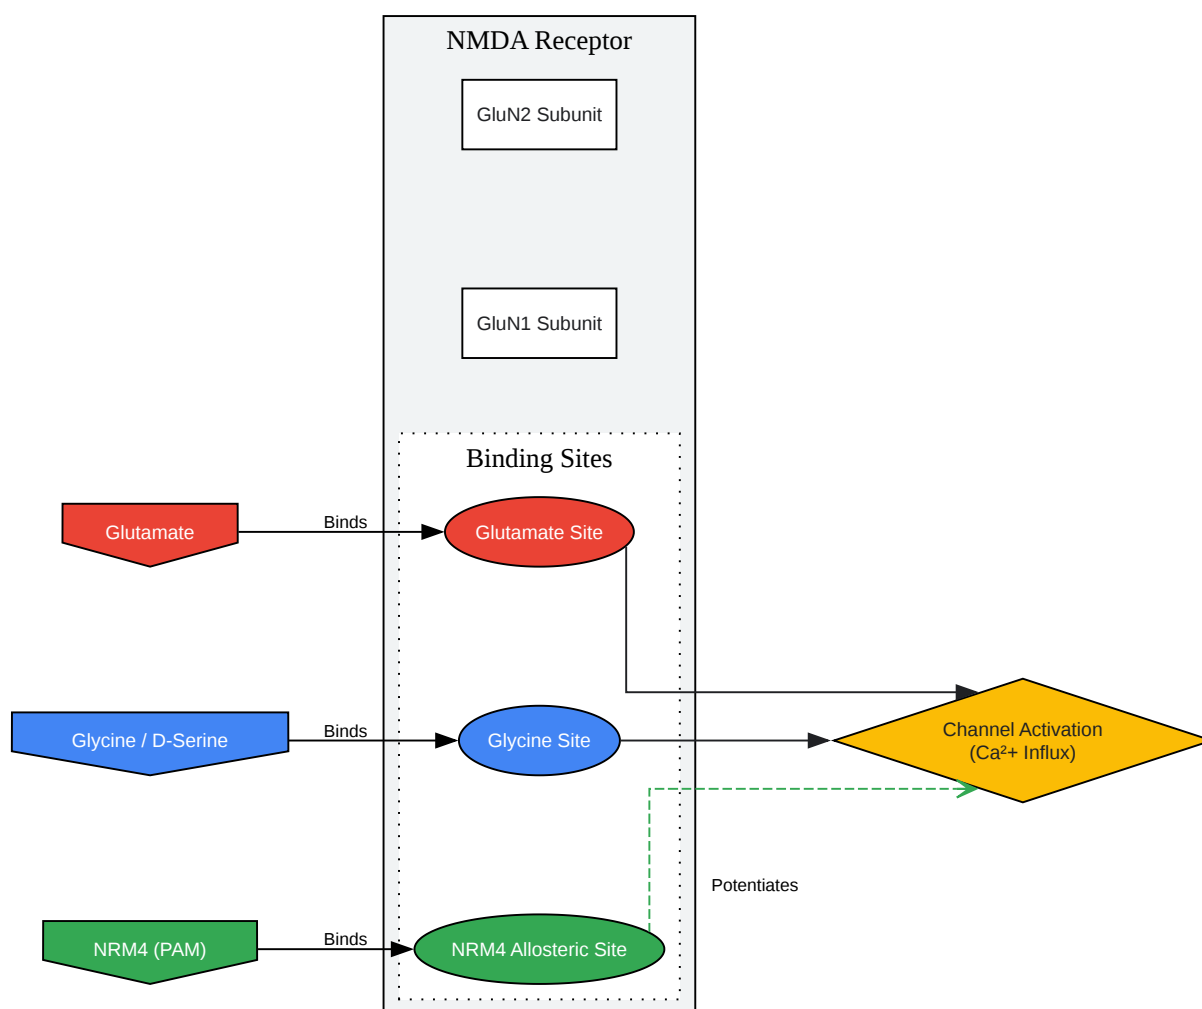 NMDA Receptor
GluN2 Subunit
GluN1 Subunit
Binding Sites
Glutamate
Binds
Glutamate Site
Glycine / D-Serine
Binds
Glycine Site
Channel Activation
(Ca²+ Influx)
Potentiates
NRM4 (PAM)
Binds
NRM4 Allosteric Site